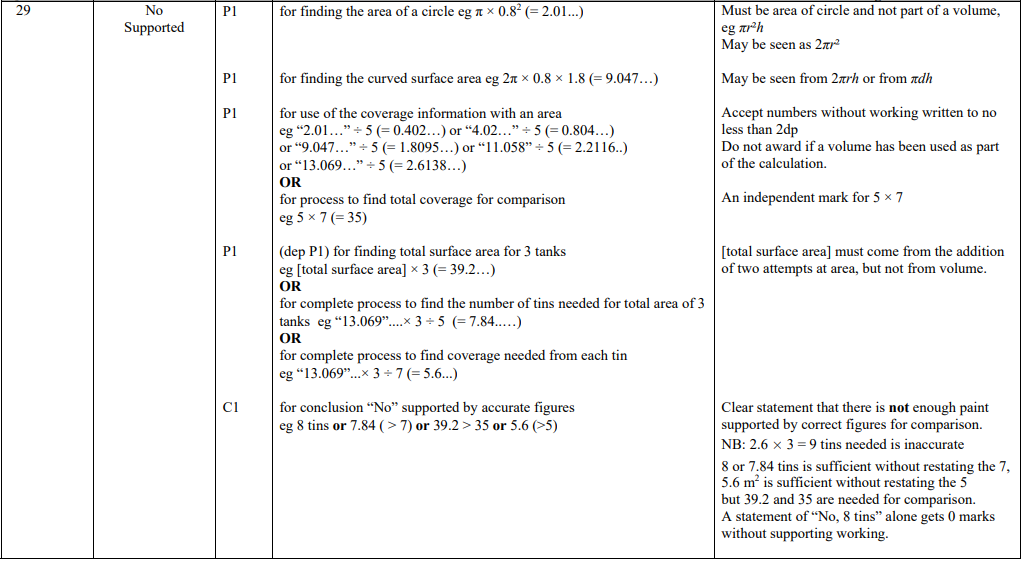 29
No
Supported
P1
for finding the area of a circle eg π × 0.8² (= 2.01...)
Must be area of circle and not part of a volume,
eg πr²h
May be seen as 2πr²
P1
for finding the curved surface area eg 2π × 0.8 × 1.8 (= 9.047…)
May be seen from 2πrh or from πdh
P1
for use of the coverage information with an area
eg “2.01…” ÷ 5 (= 0.402…) or “4.02…” ÷ 5 (= 0.804…)
or “9.047…” ÷ 5 (= 1.8095…) or “11.058” ÷ 5 (= 2.2116..)
or “13.069…” ÷ 5 (= 2.6138…)
OR
for process to find total coverage for comparison
eg 5 × 7 (= 35)
Accept numbers without working written to no
less than 2dp
Do not award if a volume has been used as part
of the calculation.
An independent mark for 5 × 7
P1
(dep P1) for finding total surface area for 3 tanks
eg [total surface area] × 3 (= 39.2…)
OR
for complete process to find the number of tins needed for total area of 3
tanks eg “13.069”....× 3 ÷ 5 (= 7.84..…)
OR
for complete process to find coverage needed from each tin
eg “13.069”...× 3 ÷ 7 (= 5.6...)
[total surface area] must come from the addition
of two attempts at area, but not from volume.
C1
for conclusion “No” supported by accurate figures
eg 8 tins or 7.84 ( > 7) or 39.2 > 35 or 5.6 (>5)
Clear statement that there is not enough paint
supported by correct figures for comparison.
NB: 2.6 × 3 = 9 tins needed is inaccurate
8 or 7.84 tins is sufficient without restating the 7,
5.6 m² is sufficient without restating the 5
but 39.2 and 35 are needed for comparison.
A statement of “No, 8 tins” alone gets 0 marks
without supporting working.